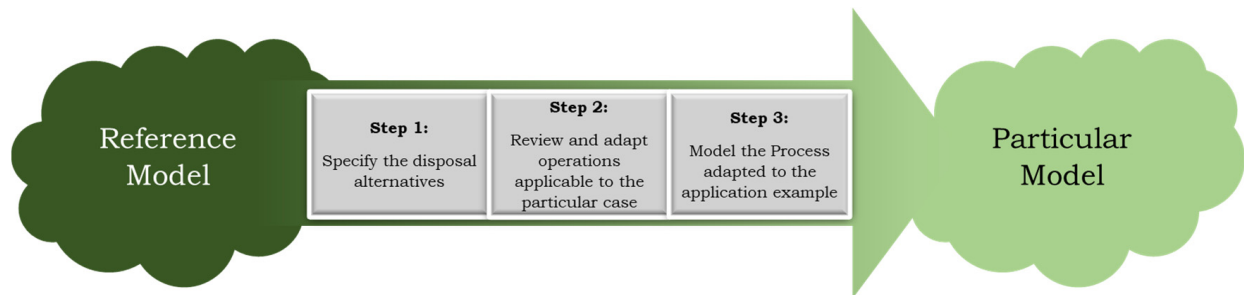 Reference
Model
Step 1:
Specify the disposal
alternatives
Step 2:
Review and adapt
operations
applicable to the
particular case
Step 3:
Model the Process
adapted to the
application example
Particular
Model